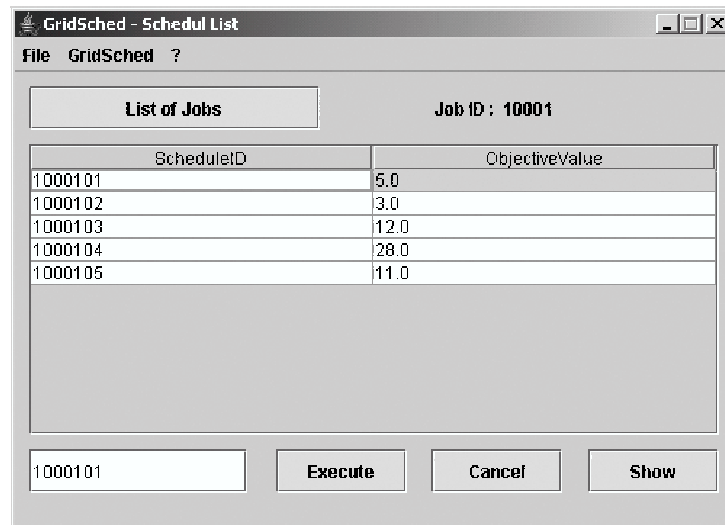 GridSched - Schedul List
File GridSched ?
List of Jobs Job ID : 10001
ScheduleID ObjectiveValue
1000101 5.0
1000102 3.0
1000103 12.0
1000104 28.0
1000105 11.0
1000101 Execute Cancel Show